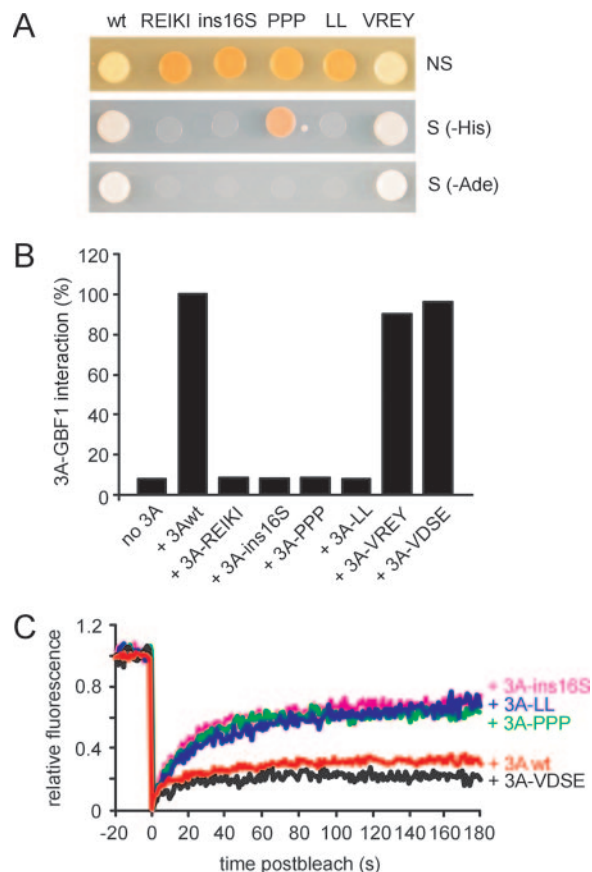 A
wt REIKI ins16S PPP LL VREY
NS
S (-His)
S (-Ade)
B
3A-GBF1 interaction (%)
120
100
80
60
40
20
0
no 3A
+ 3Awt
+ 3A-REIKI
+ 3A-ins16S
+ 3A-PPP
+ 3A-LL
+ 3A-VREY
+ 3A-VDSE
C
relative fluorescence
1.2
0.8
0.4
0
-20 0 20 40 60 80 100 120 140 160 180
time postbleach (s)
+ 3A-ins16S
+ 3A-LL
+ 3A-PPP
+ 3A wt
+ 3A-VDSE